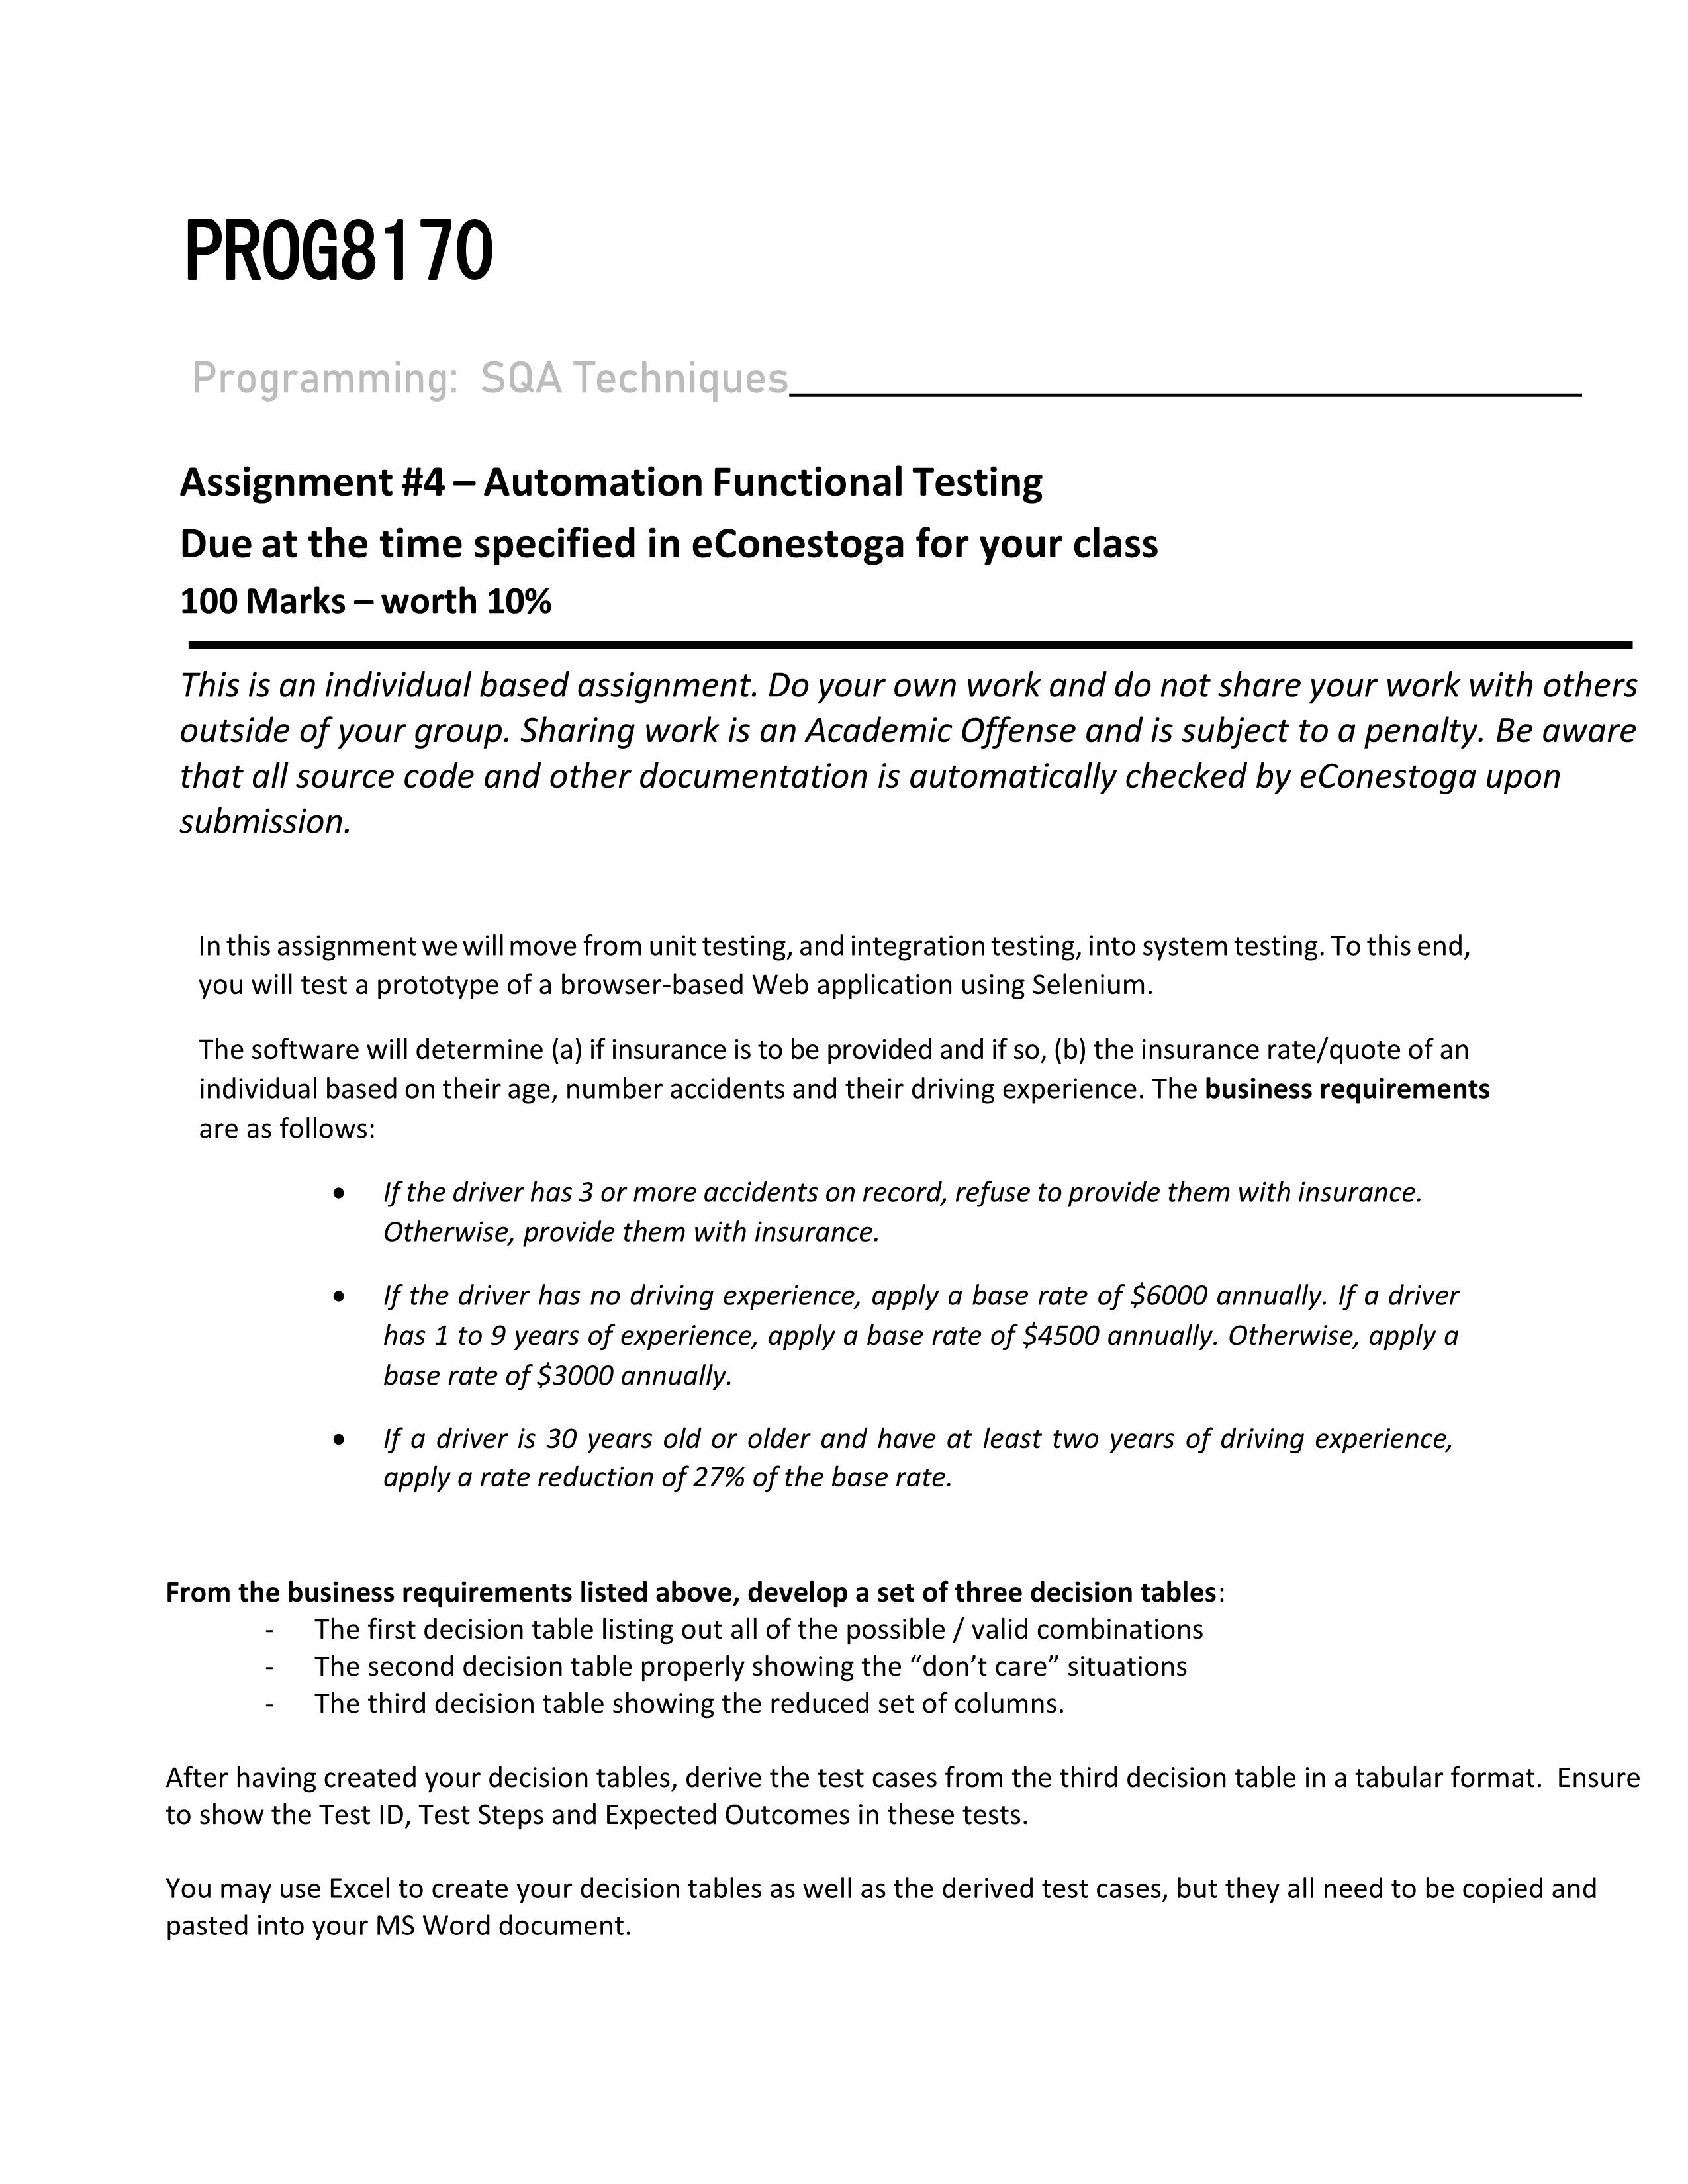 PROG8170
Programming: SQA Techniques
Assignment #4 – Automation Functional Testing
Due at the time specified in eConestoga for your class
100 Marks – worth 10%
This is an individual based assignment. Do your own work and do not share your work with others
outside of your group. Sharing work is an Academic Offense and is subject to a penalty. Be aware
that all source code and other documentation is automatically checked by eConestoga upon
submission.
In this assignment we will move from unit testing, and integration testing, into system testing. To this end,
you will test a prototype of a browser-based Web application using Selenium.
The software will determine (a) if insurance is to be provided and if so, (b) the insurance rate/quote of an
individual based on their age, number accidents and their driving experience. The business requirements
are as follows:
• If the driver has 3 or more accidents on record, refuse to provide them with insurance.
Otherwise, provide them with insurance.
• If the driver has no driving experience, apply a base rate of $6000 annually. If a driver
has 1 to 9 years of experience, apply a base rate of $4500 annually. Otherwise, apply a
base rate of $3000 annually.
• If a driver is 30 years old or older and have at least two years of driving experience,
apply a rate reduction of 27% of the base rate.
From the business requirements listed above, develop a set of three decision tables:
- The first decision table listing out all of the possible / valid combinations
- The second decision table properly showing the “don’t care” situations
- The third decision table showing the reduced set of columns.
After having created your decision tables, derive the test cases from the third decision table in a tabular format. Ensure
to show the Test ID, Test Steps and Expected Outcomes in these tests.
You may use Excel to create your decision tables as well as the derived test cases, but they all need to be copied and
pasted into your MS Word document.